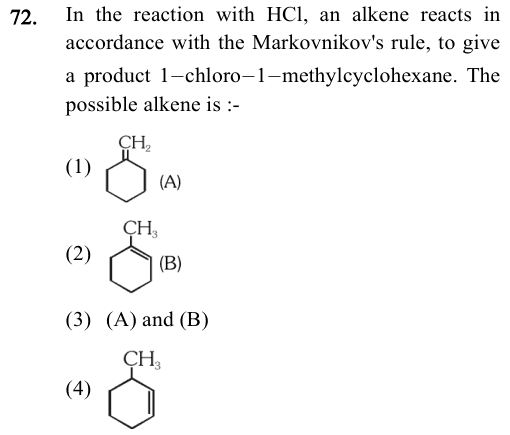 72. In the reaction with HCl, an alkene reacts in
accordance with the Markovnikov's rule, to give
a product 1–chloro–1–methylcyclohexane. The
possible alkene is :-
CH₂
(1) (A)
CH₃
(2) (B)
(3) (A) and (B)
CH₃
(4)